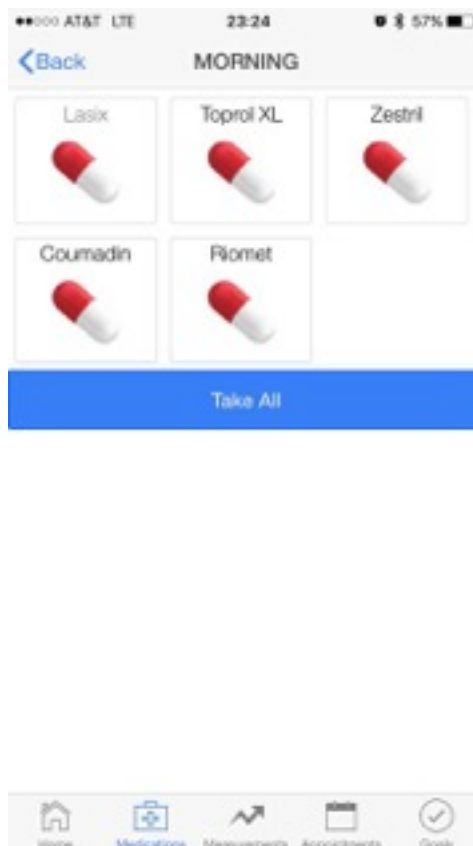 AT&T LTE 23:24 57%
Back MORNING
Lasix Toprol XL Zestril
Coumadin Riomet
Take All
Home Medications Measurements Appointments Goals